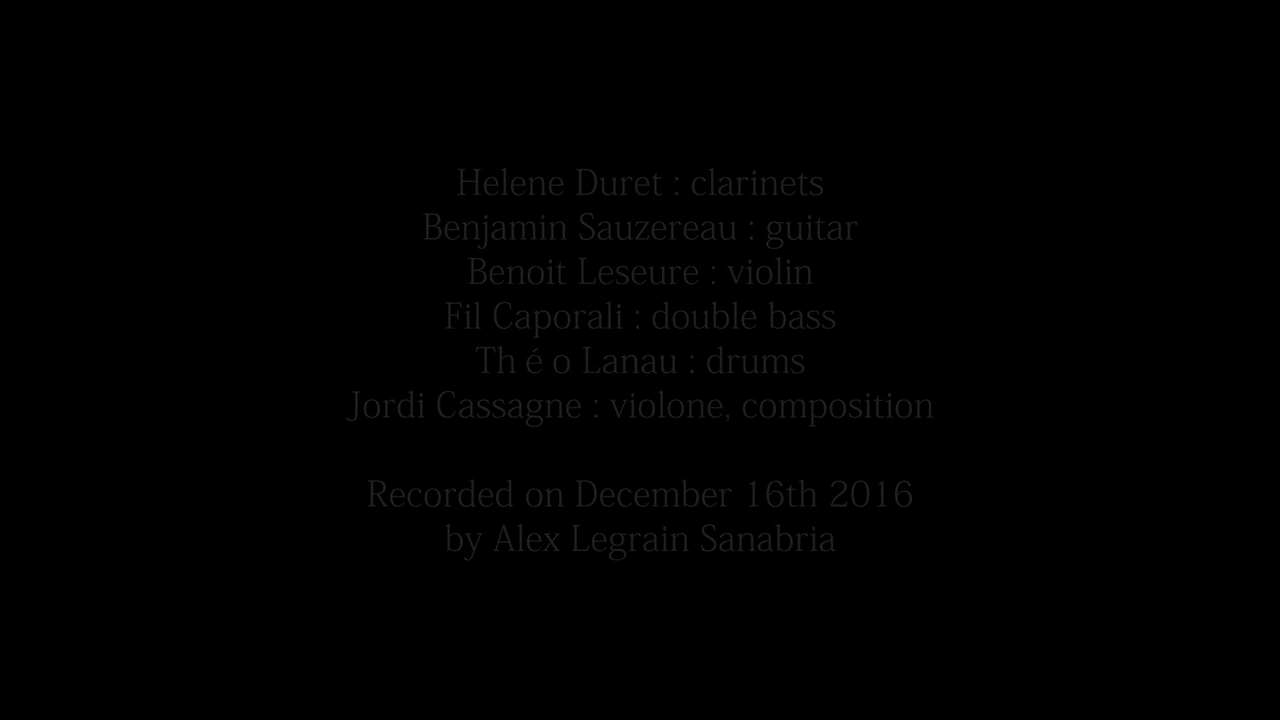 Helene Duret : clarinets
Benjamin Sauzereau : guitar
Benoit Leseure : violin
Fil Caporali : double bass
Th é o Lanau : drums
Jordi Cassagne : violone, composition
Recorded on December 16th 2016
by Alex Legrain Sanabria